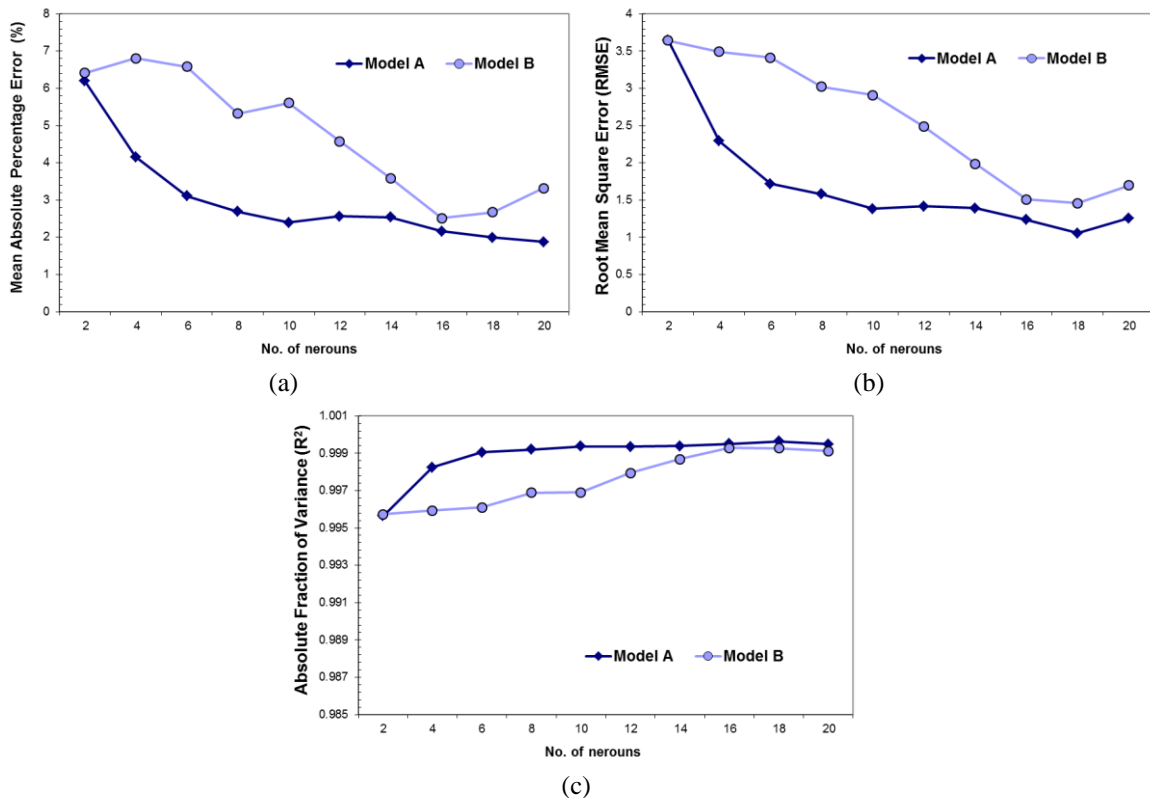 Mean Absolute Percentage Error (%)
8
7
6
5
4
3
2
1
0
Model A
Model B
2 4 6 8 10 12 14 16 18 20
No. of nerouns
(a)
Root Mean Square Error (RMSE)
4
3.5
3
2.5
2
1.5
1
0.5
0
Model A
Model B
2 4 6 8 10 12 14 16 18 20
No. of nerouns
(b)
Absolute Fraction of Variance (R²)
1.001
0.999
0.997
0.995
0.993
0.991
0.989
0.987
0.985
Model A
Model B
2 4 6 8 10 12 14 16 18 20
No. of nerouns
(c)